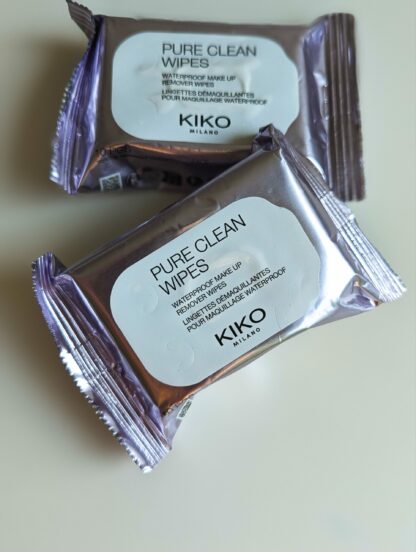 PURE CLEAN
WIPES
WATERPROOF MAKE UP
REMOVER WIPES
LINGETTES DÉMAQUILLANTES
POUR MAQUILLAGE WATERPROOF
KIKO
MILANO
PURE CLEAN
WIPES
WATERPROOF MAKE UP
REMOVER WIPES
LINGETTES DÉMAQUILLANTES
POUR MAQUILLAGE WATERPROOF
KIKO
MILANO